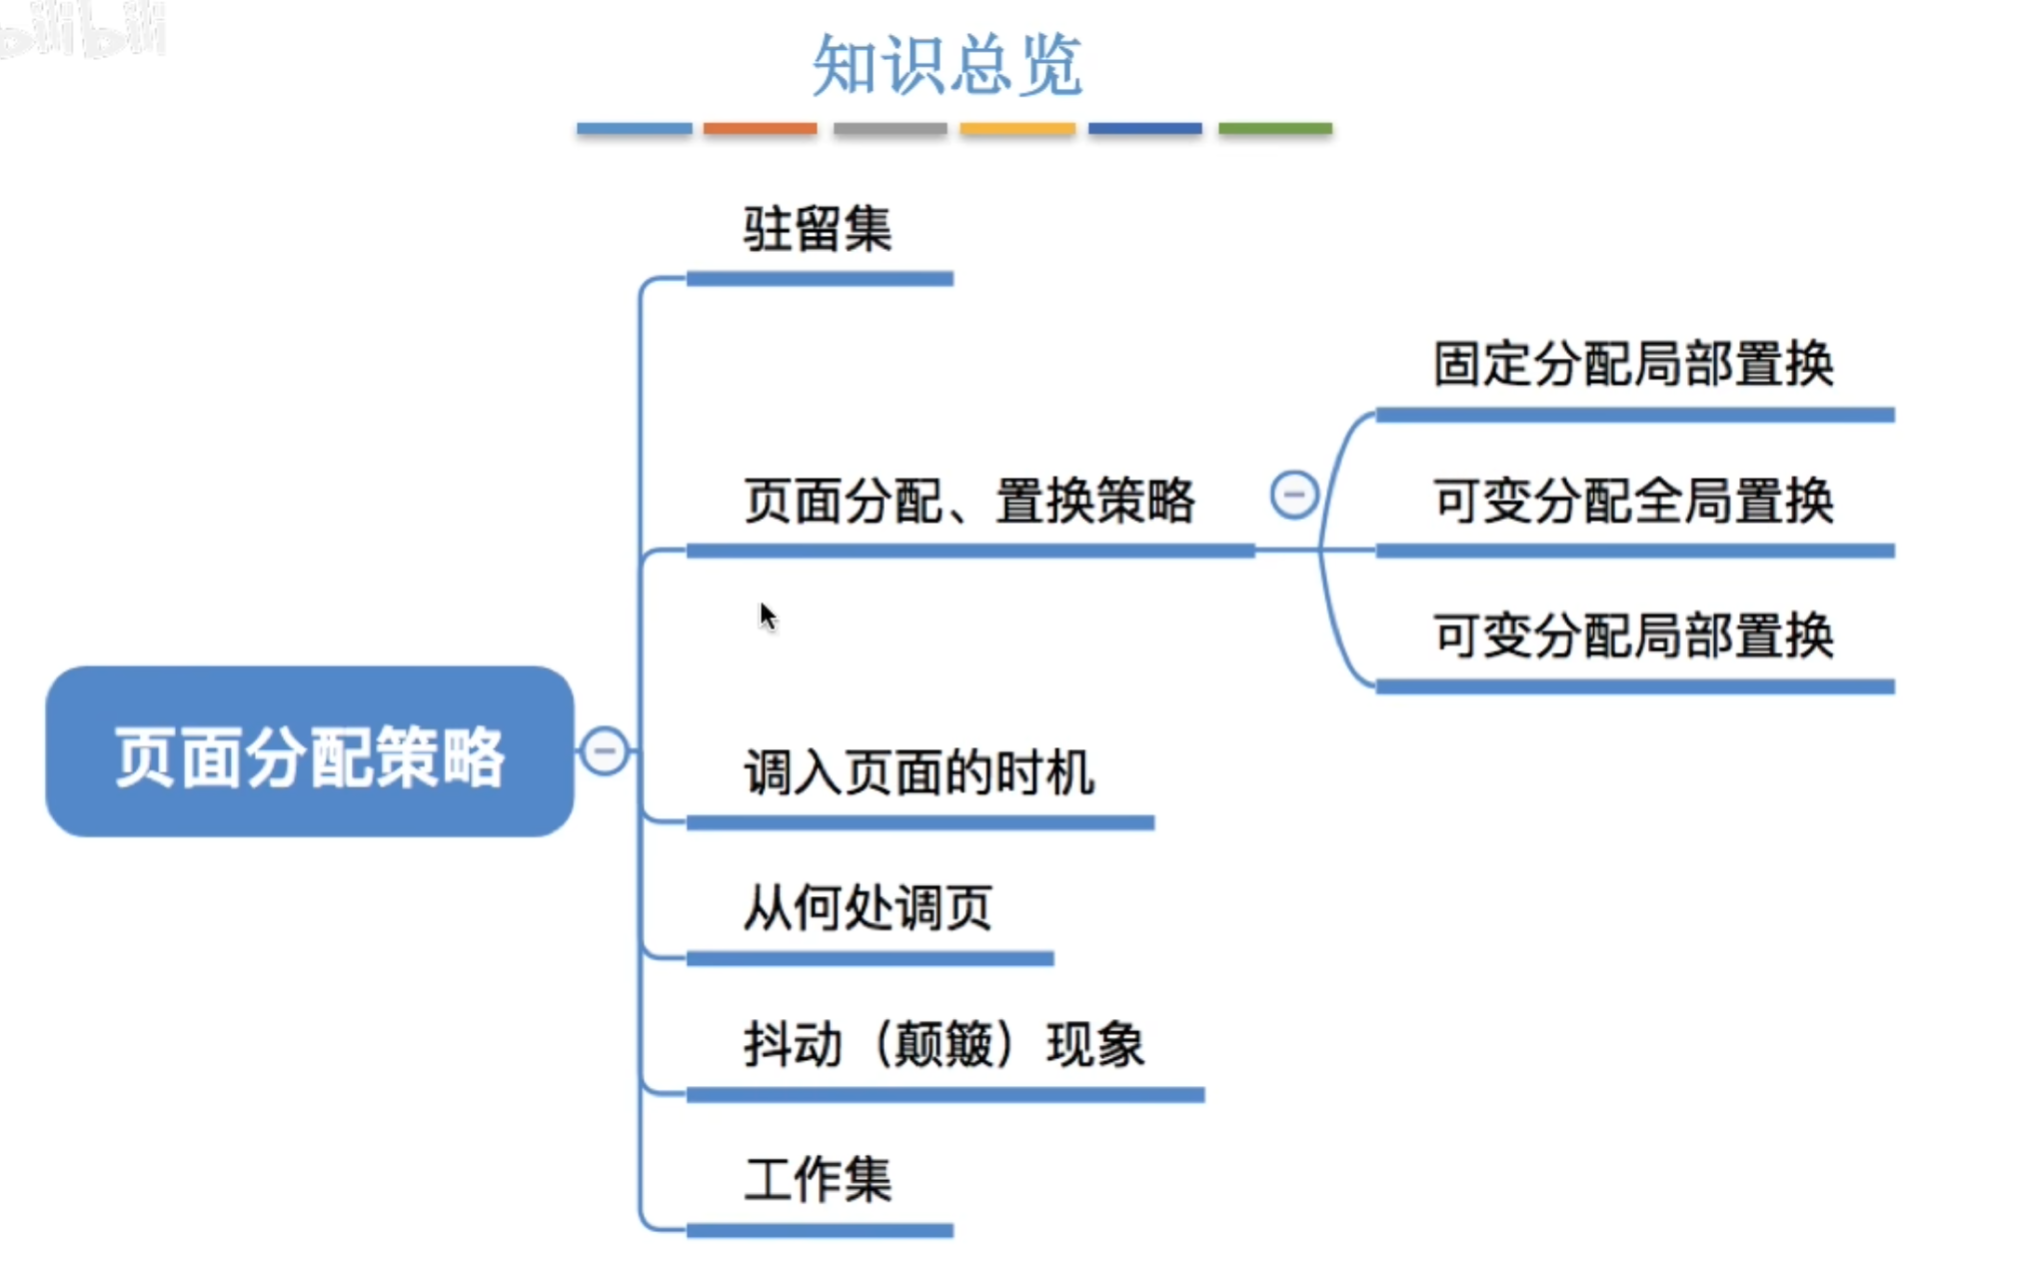 bilibili
知识总览
驻留集
固定分配局部置换
页面分配、置换策略
可变分配全局置换
可变分配局部置换
页面分配策略
调入页面的时机
从何处调页
抖动（颠簸）现象
工作集